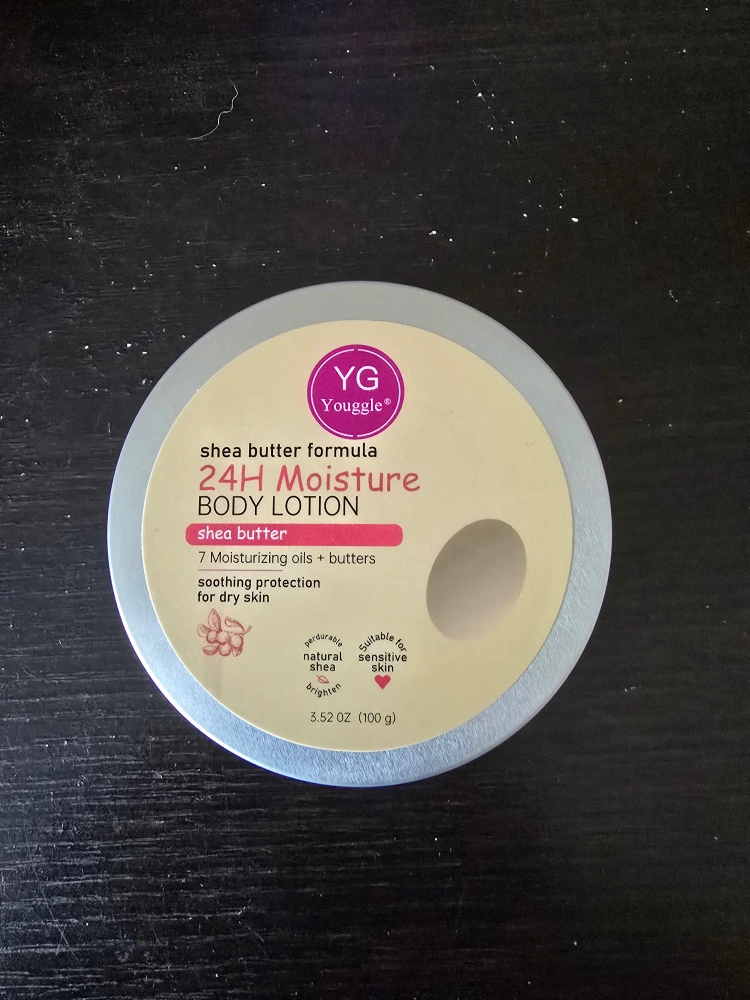 YG
Youggle®
shea butter formula
24H Moisture
BODY LOTION
shea butter
7 Moisturizing oils + butters
soothing protection
for dry skin
perdurable
natural
shea
brighten
Suitable for
sensitive
skin
3.52 OZ (100 g)